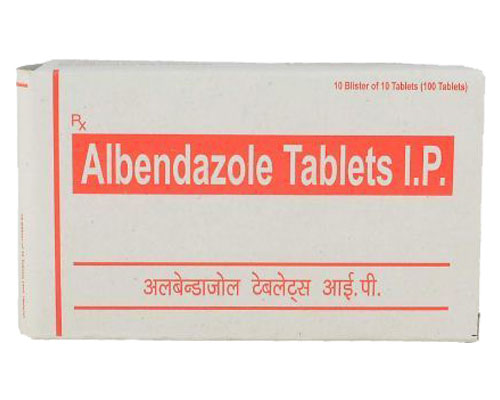 10 Blister of 10 Tablets (100 Tablets)
Rx
Albendazole Tablets I.P.
अलबेन्डाजोल टेबलेट्स आई.पी.